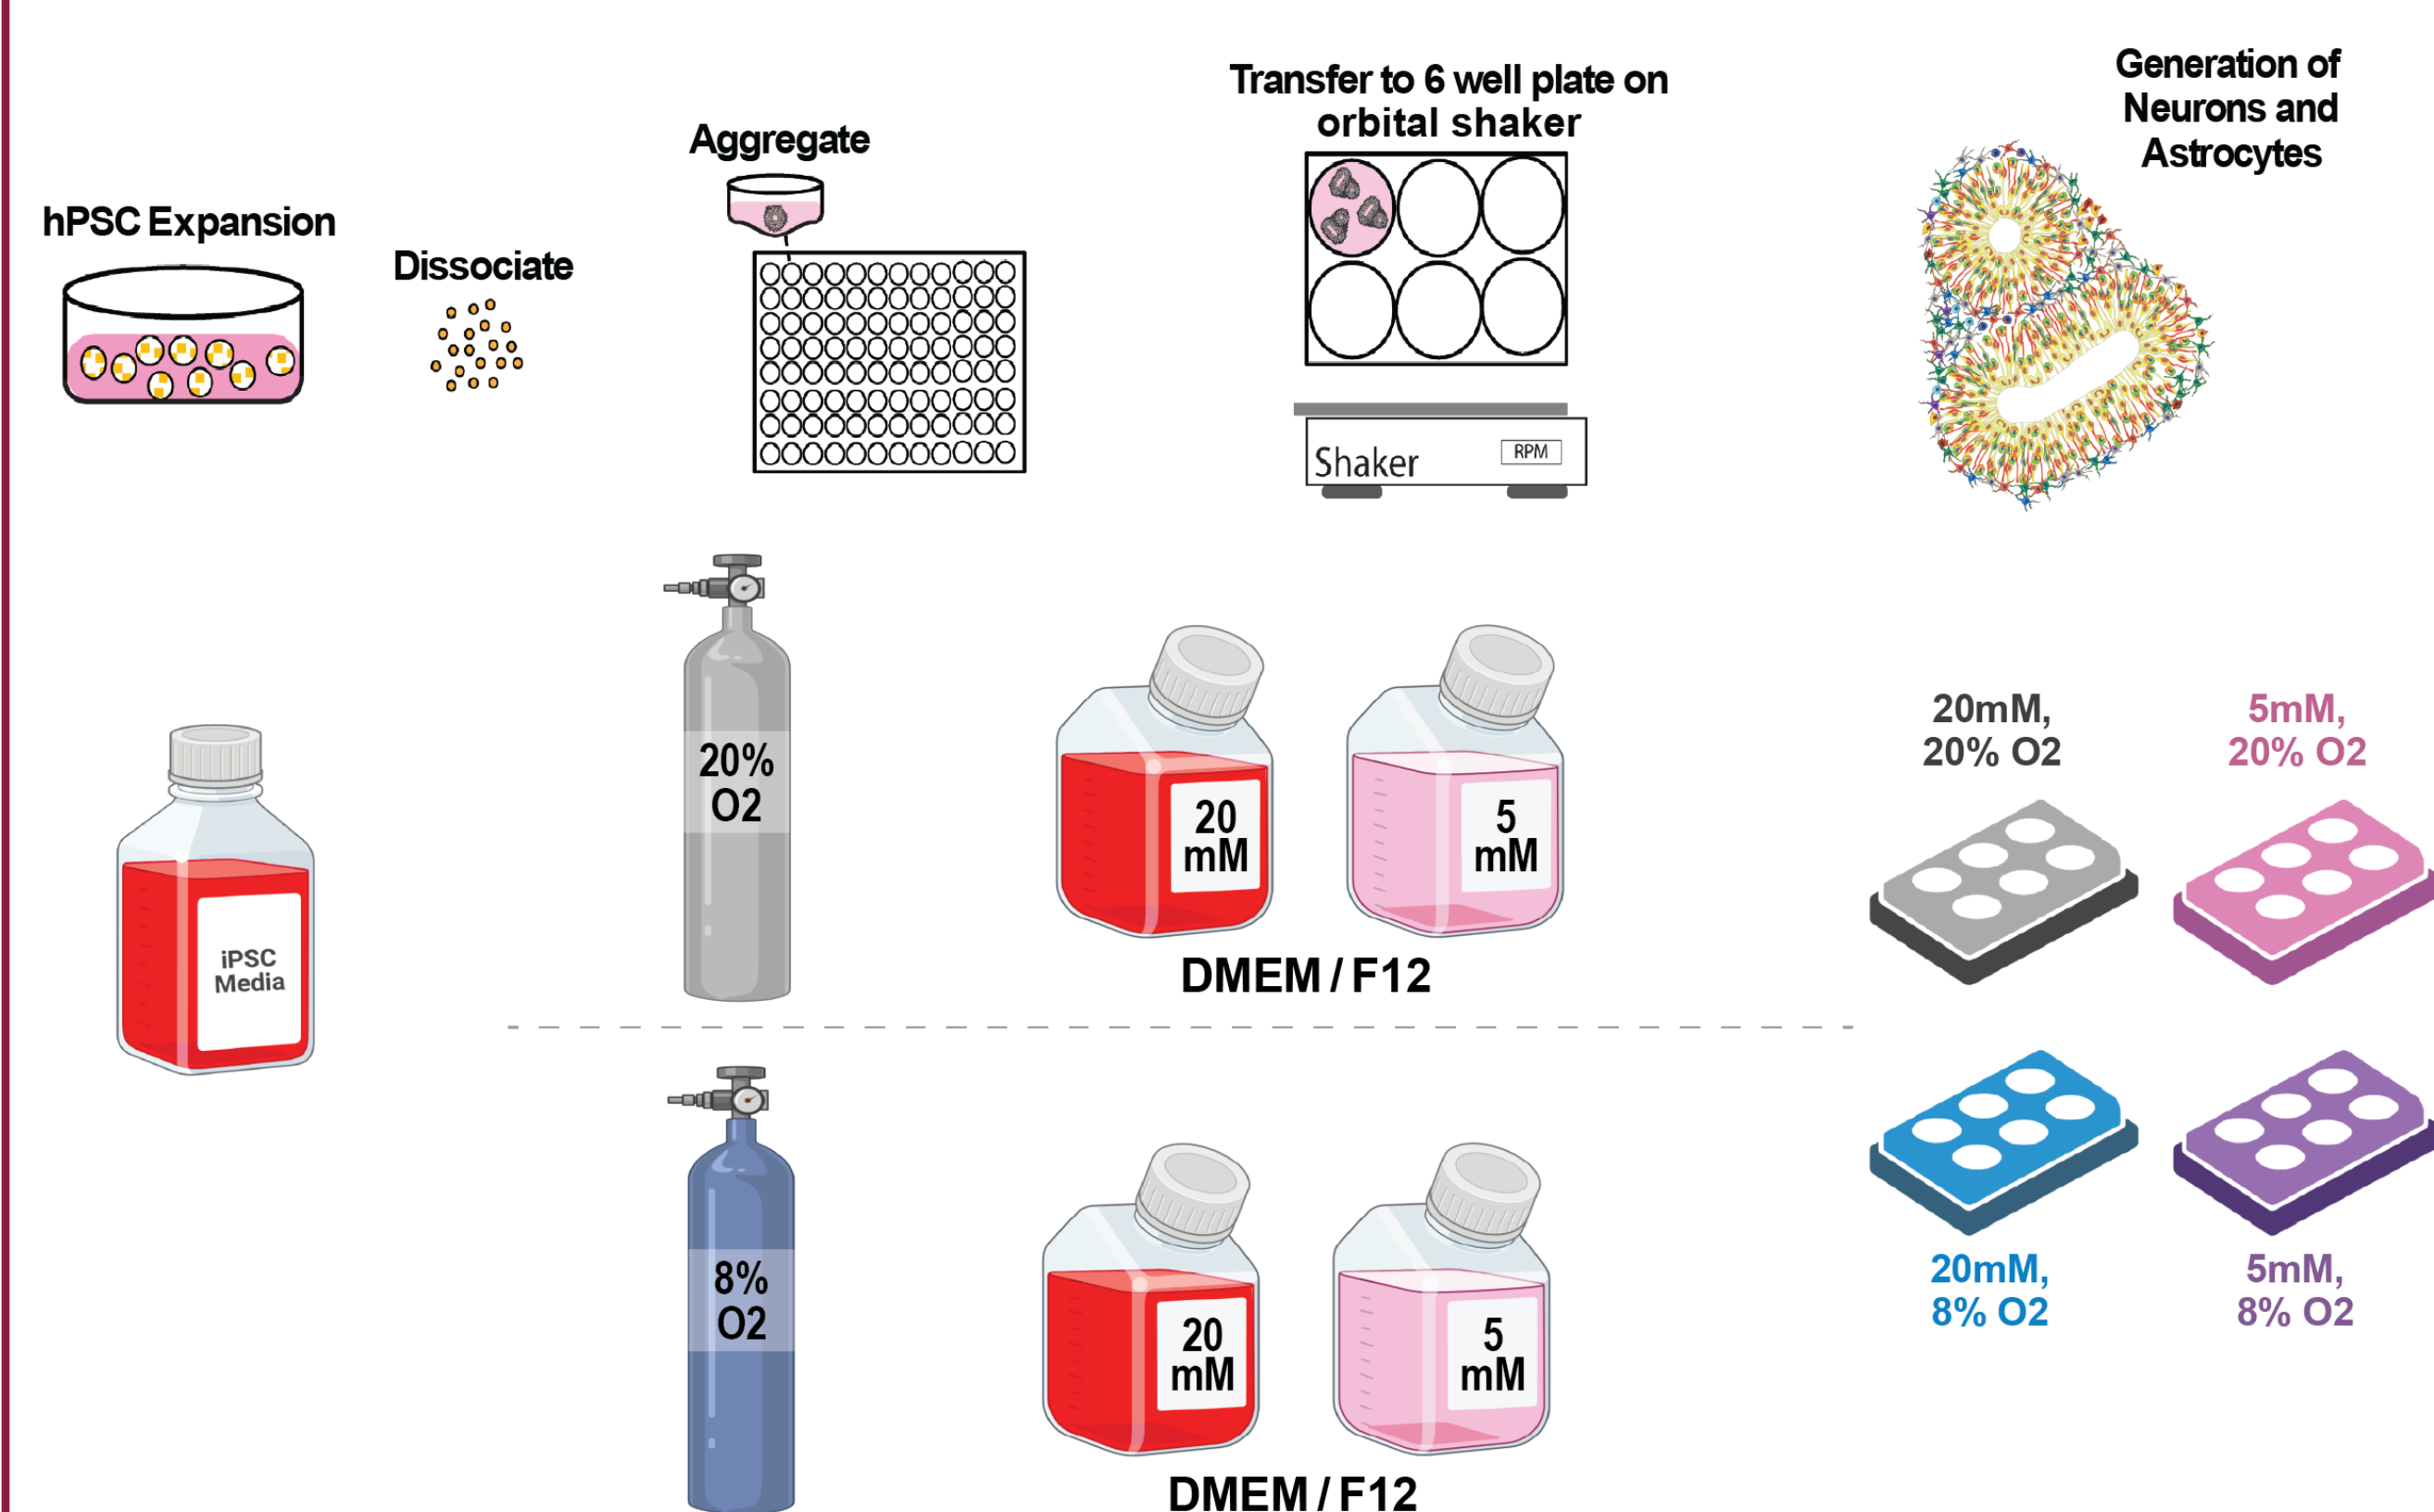 hPSC Expansion
Dissociate
Aggregate
Transfer to 6 well plate on
orbital shaker
Shaker
RPM
Generation of
Neurons and
Astrocytes
iPSC
Media
20%
O2
20
mM
5
mM
DMEM / F12
20mM,
20% O2
5mM,
20% O2
8%
O2
20
mM
5
mM
DMEM / F12
20mM,
8% O2
5mM,
8% O2